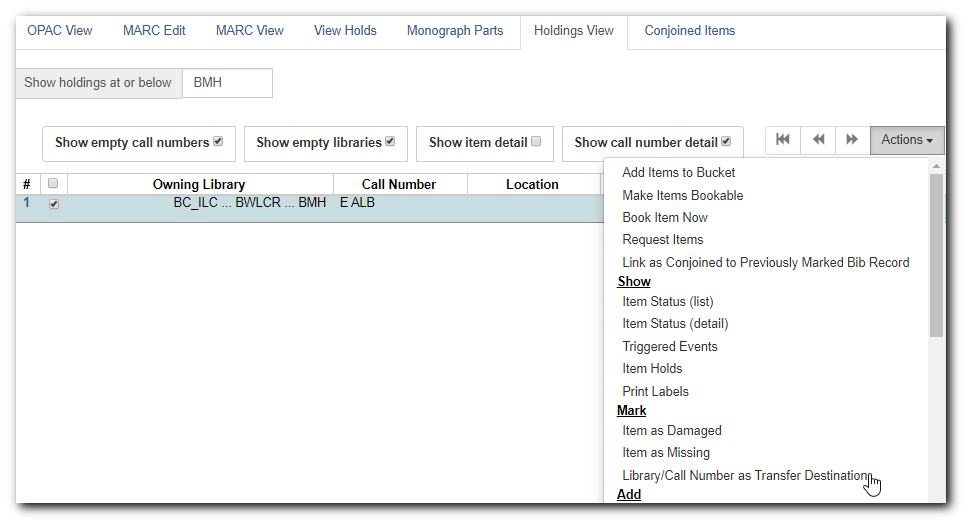 OPAC View MARC Edit MARC View View Holds Monograph Parts Holdings View Conjoined Items
Show holdings at or below BMH
Show empty call numbers Show empty libraries Show item detail Show call number detail Actions
# Owning Library Call Number Location
1 BC_ILC ... BWLCR ... BMH E ALB
Add Items to Bucket
Make Items Bookable
Book Item Now
Request Items
Link as Conjoined to Previously Marked Bib Record
Show
Item Status (list)
Item Status (detail)
Triggered Events
Item Holds
Print Labels
Mark
Item as Damaged
Item as Missing
Library/Call Number as Transfer Destination
Add